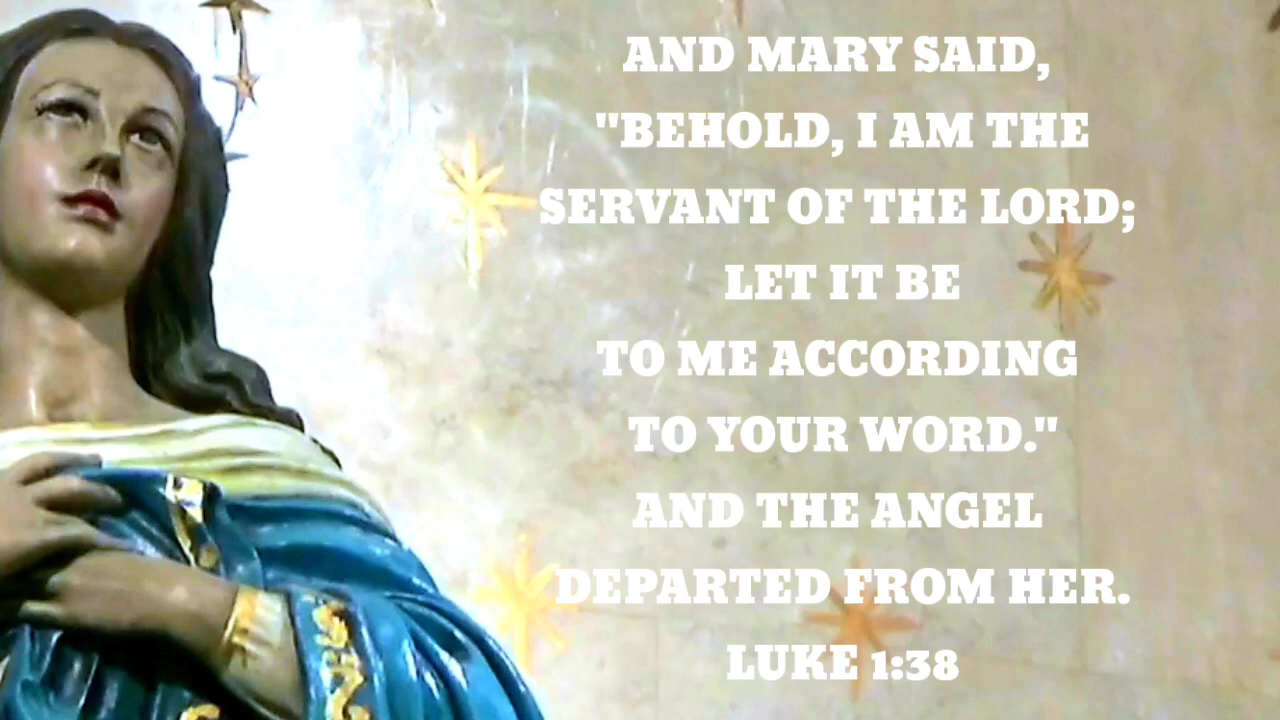 AND MARY SAID,
"BEHOLD, I AM THE
SERVANT OF THE LORD;
LET IT BE
TO ME ACCORDING
TO YOUR WORD."
AND THE ANGEL
DEPARTED FROM HER.
LUKE 1:38